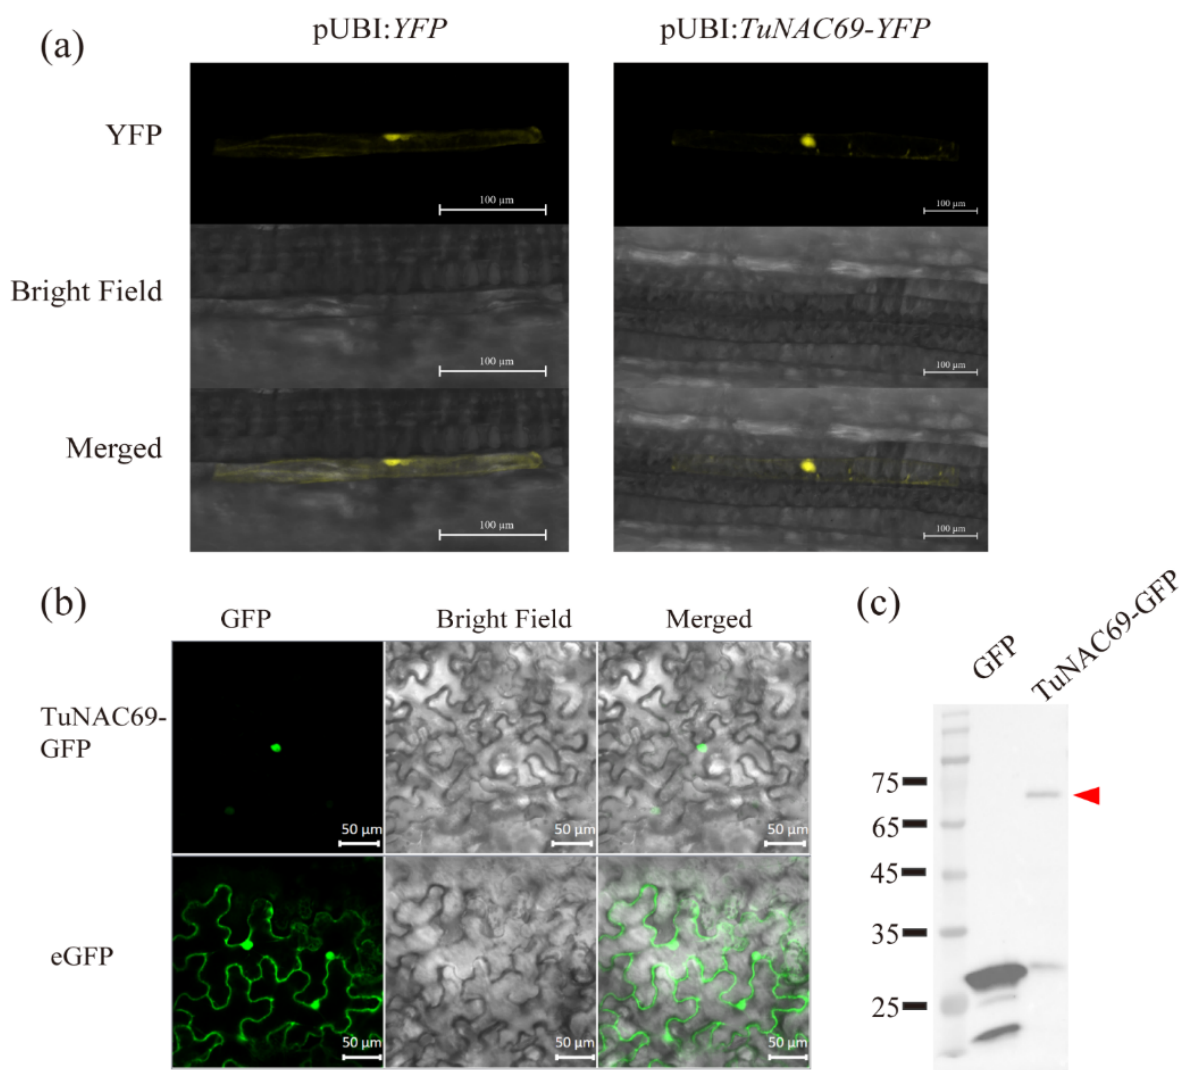 (a)
pUBI:YFP
pUBI:TuNAC69-YFP
YFP
100 μm
100 μm
Bright Field
100 μm
100 μm
Merged
100 μm
100 μm
(b)
GFP
Bright Field
Merged
TuNAC69-
GFP
50 μm
50 μm
50 μm
eGFP
50 μm
50 μm
50 μm
(c)
GFP
TuNAC69-GFP
75
65
45
35
25